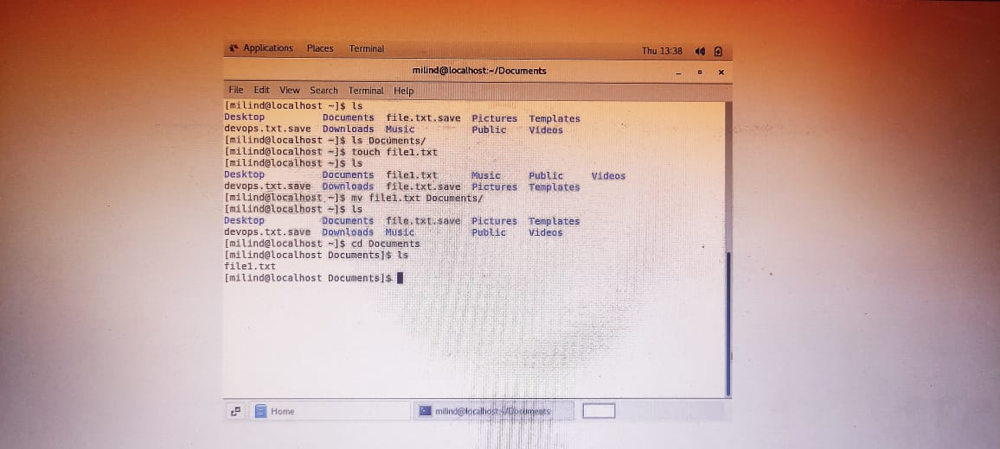 Applications Places Terminal Thu 13:38
milind@localhost:~/Documents
File Edit View Search Terminal Help
[milind@localhost ~]$ ls
Desktop Documents file.txt.save Pictures Templates
devops.txt.save Downloads Music Public Videos
[milind@localhost ~]$ ls Documents/
[milind@localhost ~]$ touch file1.txt
[milind@localhost ~]$ ls
Desktop Documents file1.txt Music Public Videos
devops.txt.save Downloads file.txt.save Pictures Templates
[milind@localhost ~]$ mv file1.txt Documents/
[milind@localhost ~]$ ls
Desktop Documents file.txt.save Pictures Templates
devops.txt.save Downloads Music Public Videos
[milind@localhost ~]$ cd Documents
[milind@localhost Documents]$ ls
file1.txt
[milind@localhost Documents]$
Home milind@localhost:~/Documents